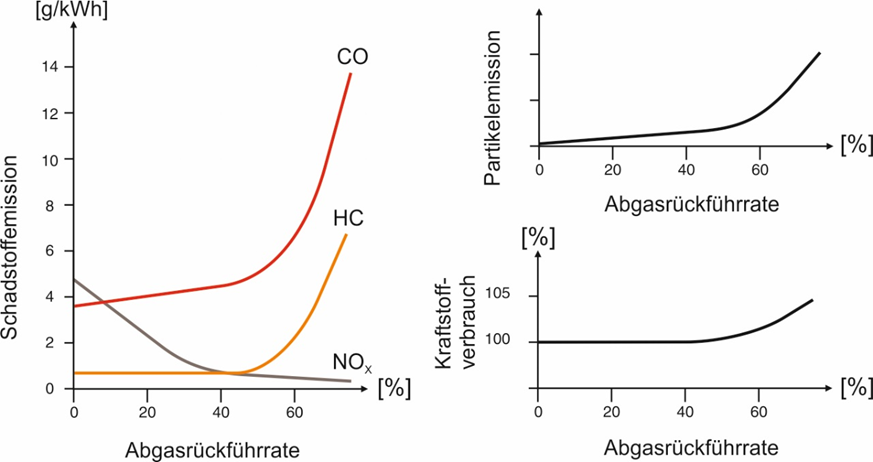 [g/kWh]
Schadstoffemission
14
12
10
8
6
4
2
0
CO
HC
NOx
0 20 40 60
[%]
Abgasrückführrate
Partikelemission
0 20 40 60
[%]
Abgasrückführrate
[%]
Kraftstoff-
verbrauch
105
100
0 20 40 60
[%]
Abgasrückführrate